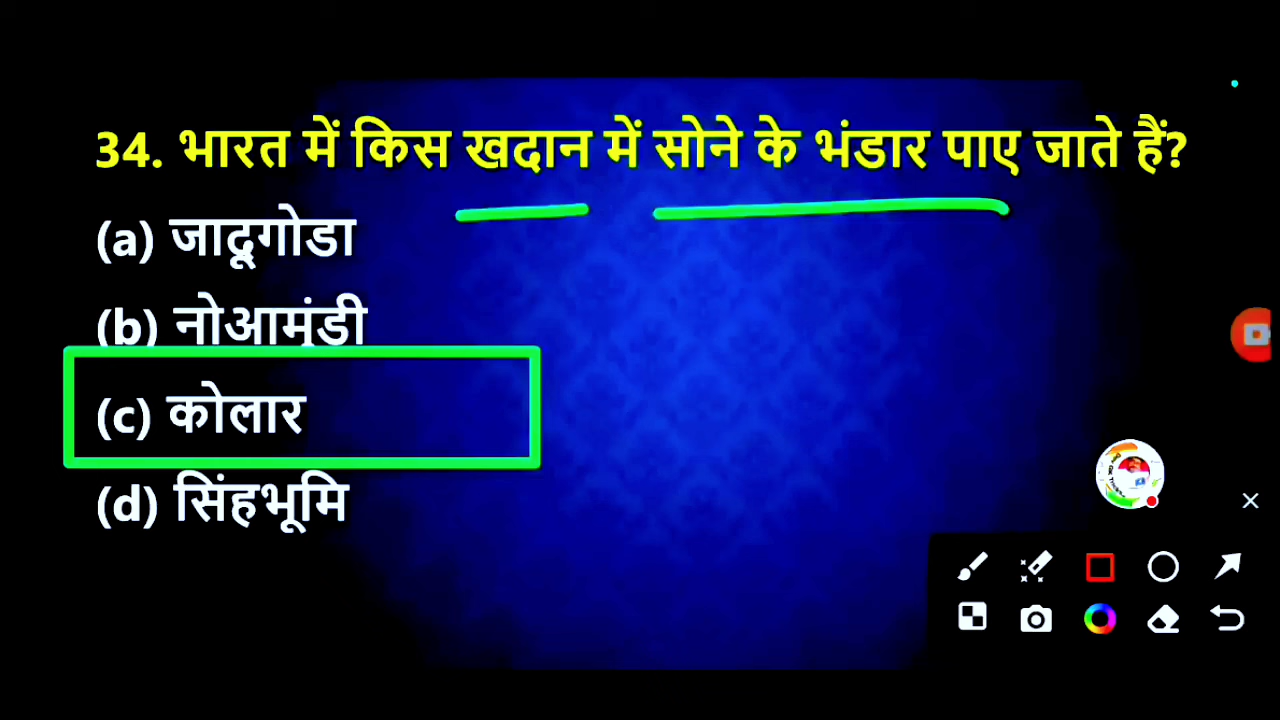 34. भारत में किस खदान में सोने के भंडार पाए जाते हैं?
(a) जादूगोडा
(b) नोआमुंडी
(c) कोलार
(d) सिंहभूमि